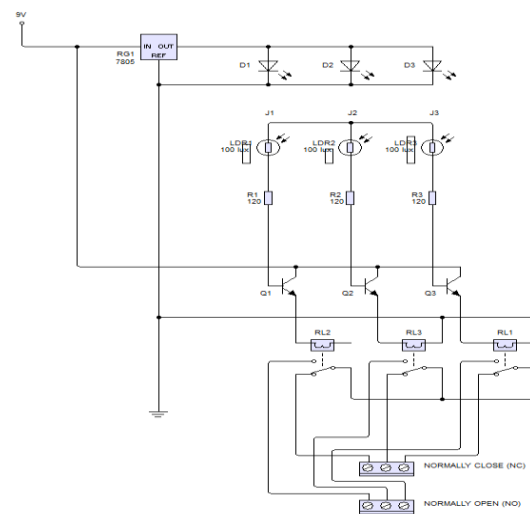 9V
IN OUT
REF
RG1
7805
D1 D2 D3
J1 J2 J3
LDR1 LDR2 LDR3
100 lux 100 lux 100 lux
R1 R2 R3
120 120 120
Q1 Q2 Q3
RL2 RL3 RL1
NORMALLY CLOSE (NC)
NORMALLY OPEN (NO)